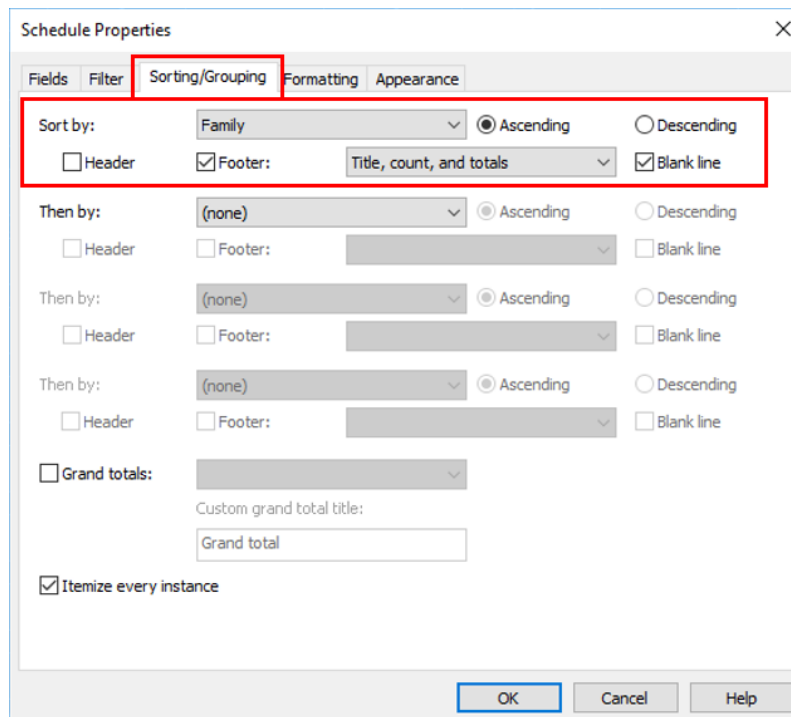 Schedule Properties
Fields Filter Sorting/Grouping Formatting Appearance
Sort by: Family Ascending Descending
Header Footer: Title, count, and totals Blank line
Then by: (none) Ascending Descending
Header Footer: Blank line
Then by: (none) Ascending Descending
Header Footer: Blank line
Then by: (none) Ascending Descending
Header Footer: Blank line
Grand totals:
Custom grand total title:
Grand total
Itemize every instance
OK Cancel Help